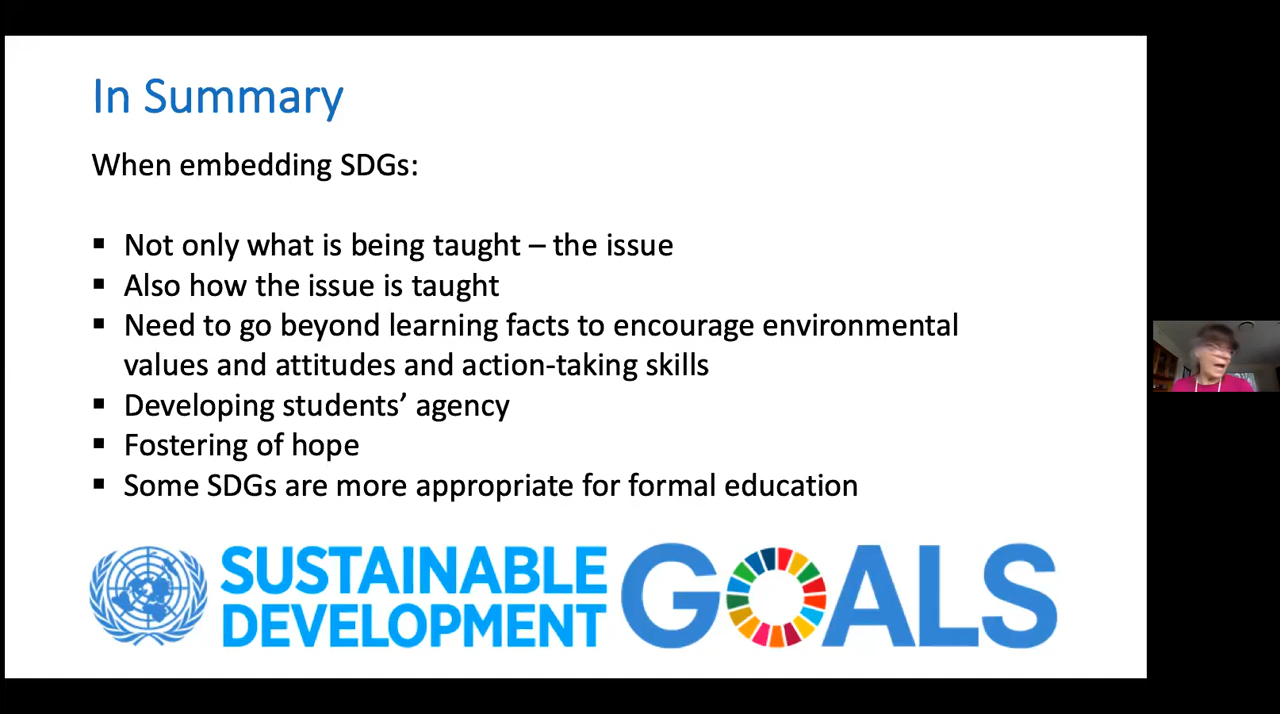 In Summary
When embedding SDGs:
▪ Not only what is being taught – the issue
▪ Also how the issue is taught
▪ Need to go beyond learning facts to encourage environmental
values and attitudes and action-taking skills
▪ Developing students’ agency
▪ Fostering of hope
▪ Some SDGs are more appropriate for formal education
SUSTAINABLE
DEVELOPMENT
GOALS